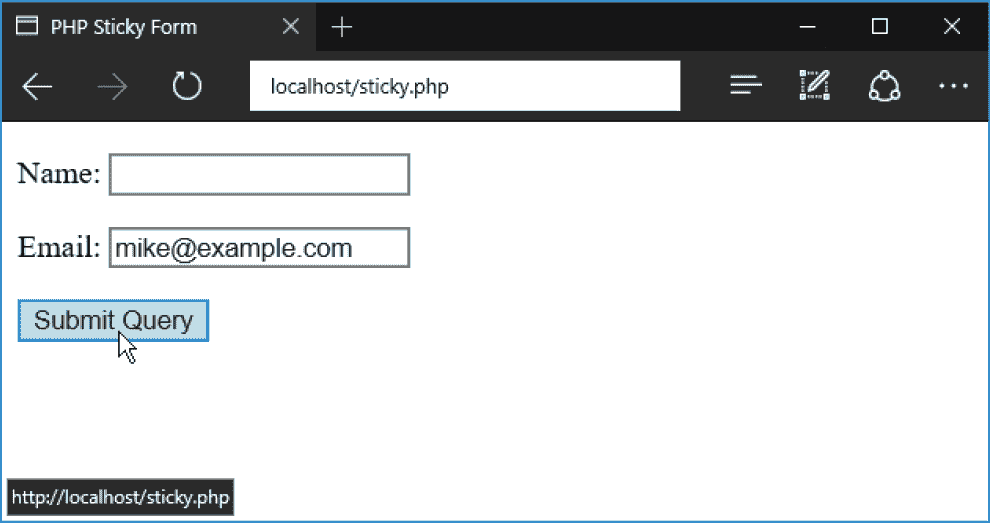 PHP Sticky Form
localhost/sticky.php
Name:
Email: mike@example.com
Submit Query
http://localhost/sticky.php